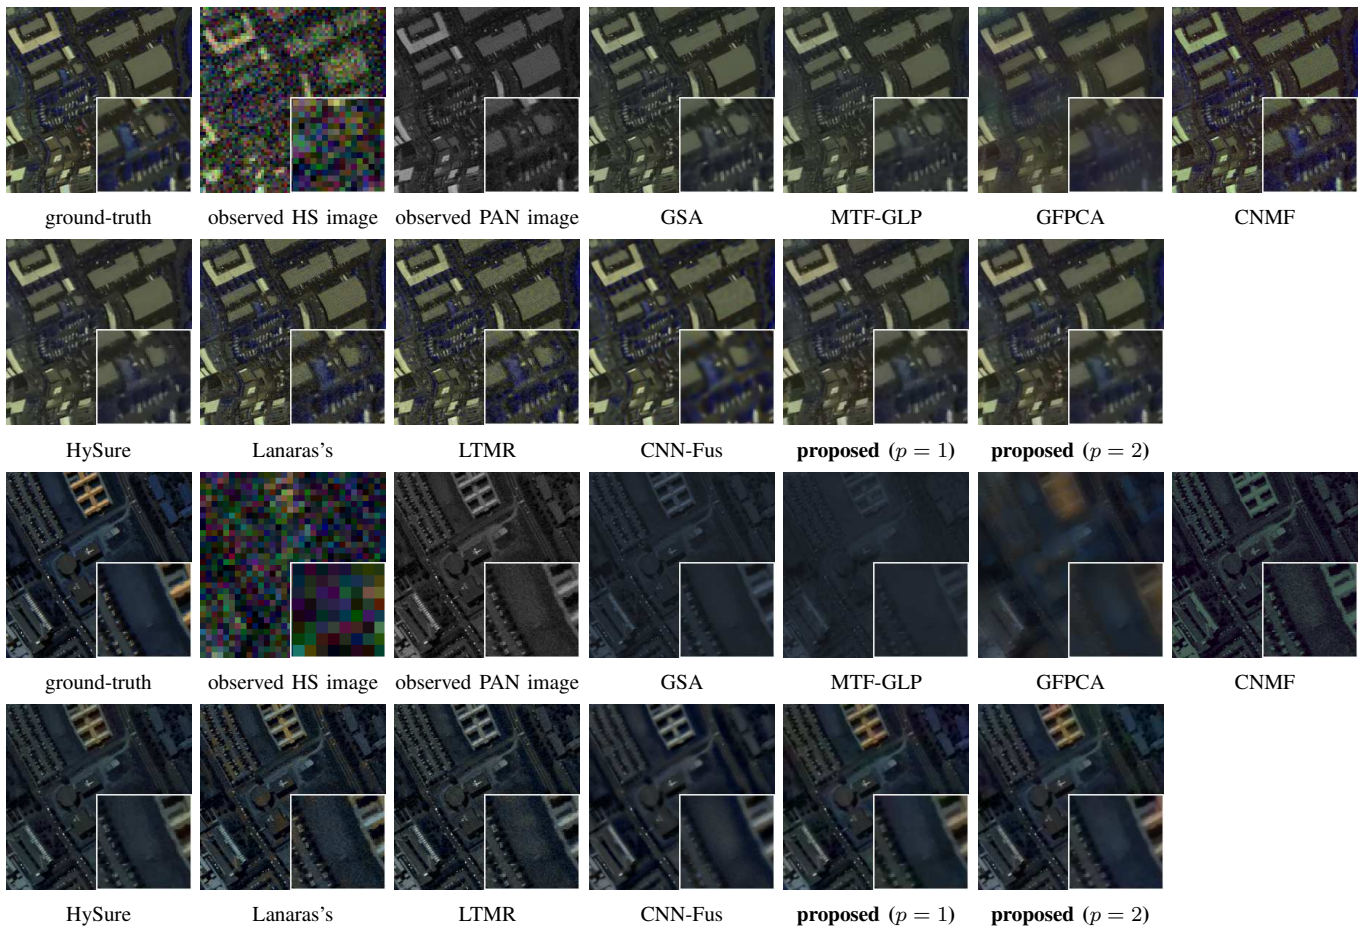 ground-truth observed HS image observed PAN image GSA MTF-GLP GFPCA CNMF
HySure Lanaras's LTMR CNN-Fus proposed (p = 1) proposed (p = 2)
ground-truth observed HS image observed PAN image GSA MTF-GLP GFPCA CNMF
HySure Lanaras's LTMR CNN-Fus proposed (p = 1) proposed (p = 2)